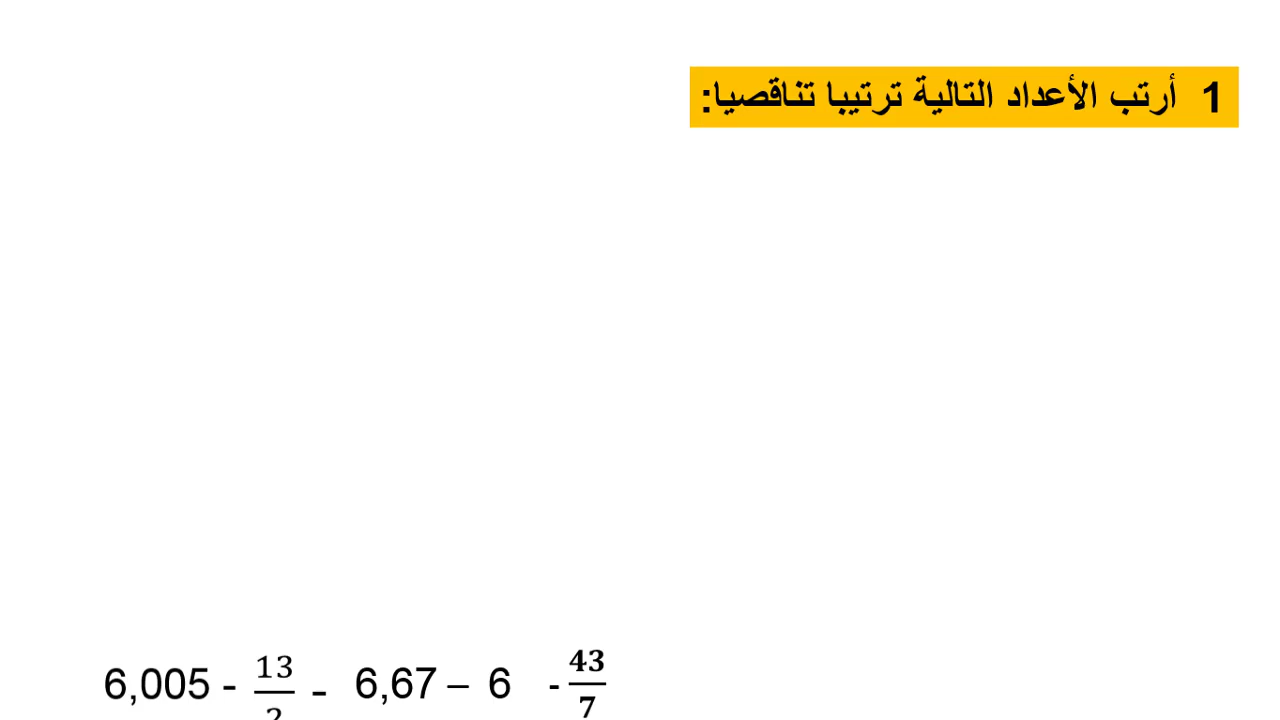 1 أرتب الأعداد التالية ترتيبا تناقصيا:
6,005 - 13/2 - 6,67 – 6 - 43/7